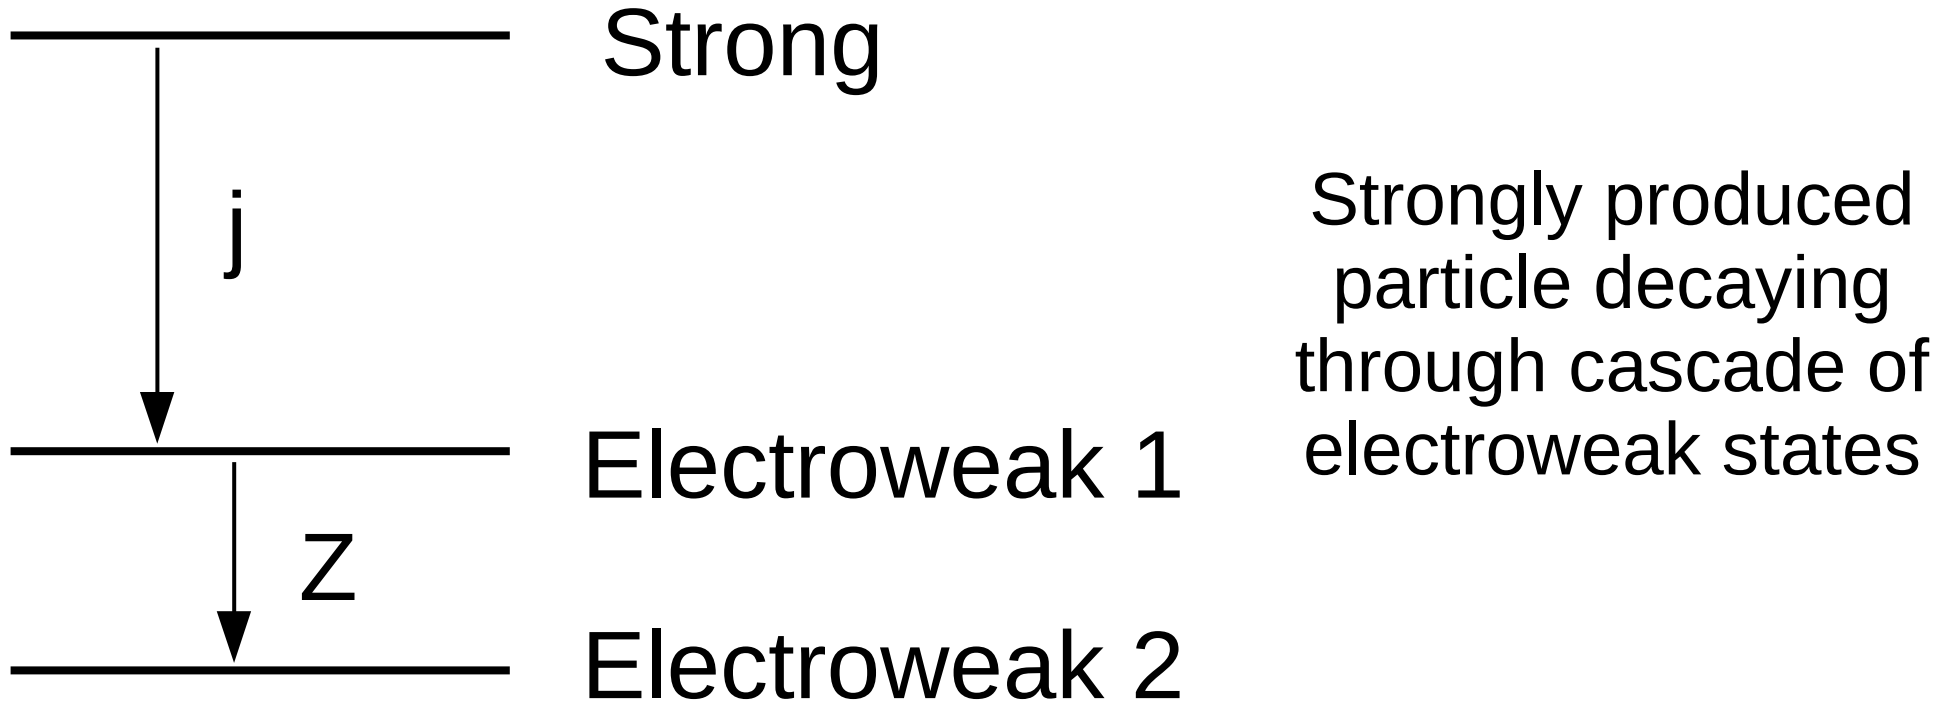 Strong
j
Strongly produced
particle decaying
through cascade of
electroweak states
Electroweak 1
Z
Electroweak 2